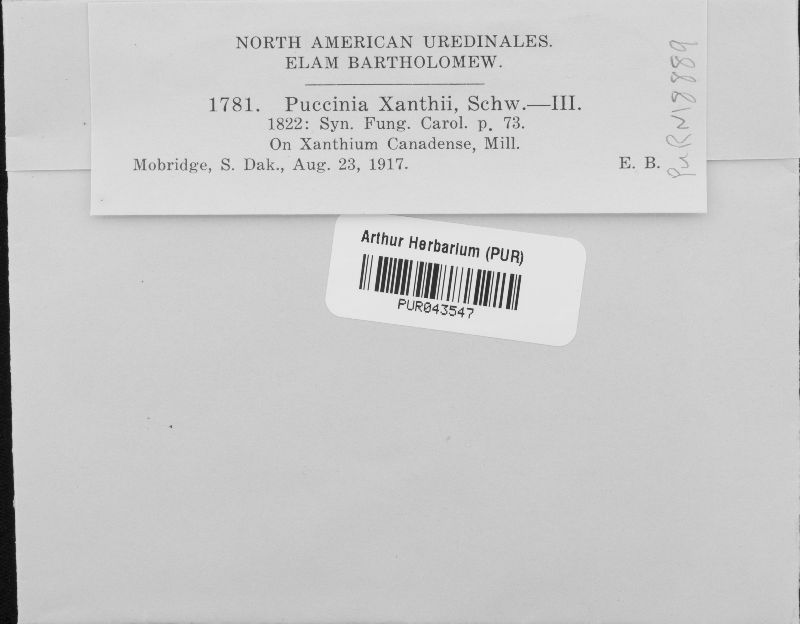 NORTH AMERICAN UREDINALES.
ELAM BARTHOLOMEW.
1781. Puccinia Xanthii, Schw.—III.
1822: Syn. Fung. Carol. p. 73.
On Xanthium Canadense, Mill.
Mobridge, S. Dak., Aug. 23, 1917. E. B.
PURN18889
Arthur Herbarium (PUR)
PUR043547